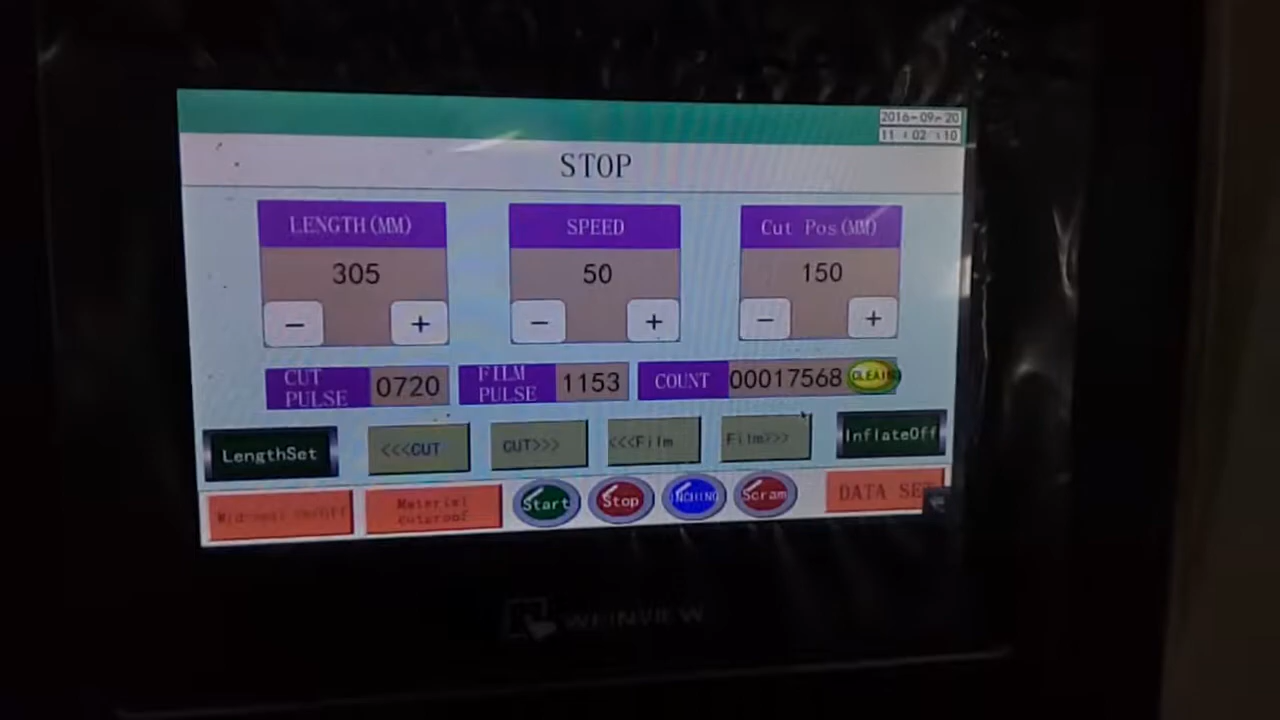 2016-09-20
11:02:10
STOP
LENGTH(MM)
SPEED
Cut Pos(MM)
305
50
150
− +
− +
− +
CUT
PULSE
0720
FILM
PULSE
1153
COUNT
00017568
LengthSet
<<<CUT
CUT>>>
<<<Film
Film>>>
InflateOff
Material
Start
Stop
INCHING
Scram
DATA SET
WEINVIEW